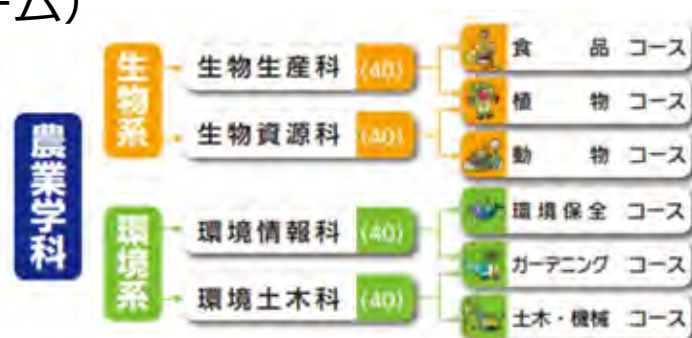 ーム）
農業学科
生物系
生物生産科 (40)
生物資源科 (40)
食品 コース
植物 コース
動物 コース
環境系
環境情報科 (40)
環境土木科 (40)
環境保全 コース
ガーデニング コース
土木・機械 コース